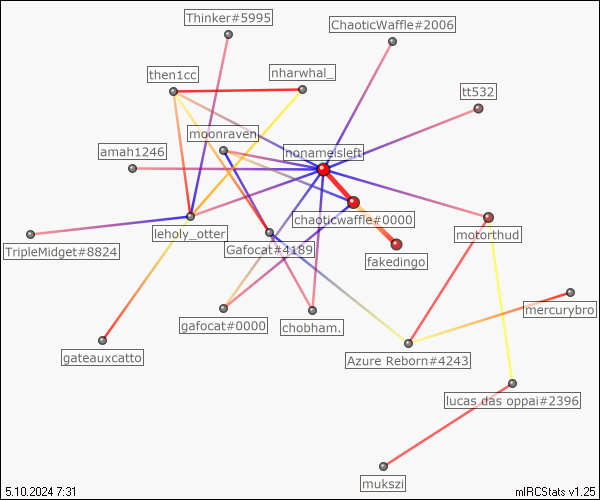 Thinker#5995
ChaoticWaffle#2006
then1cc
nharwhal_
tt532
moonraven
amah1246
nonameisleft
chaoticwaffle#0000
leholy_otter
motorthud
TripleMidget#8824
Gafocat#4189
fakedingo
mercurybro
gafocat#0000
chobham.
gateauxcatto
Azure Reborn#4243
lucas das oppai#2396
mukszi
5.10.2024 7:31
mIRCStats v1.25